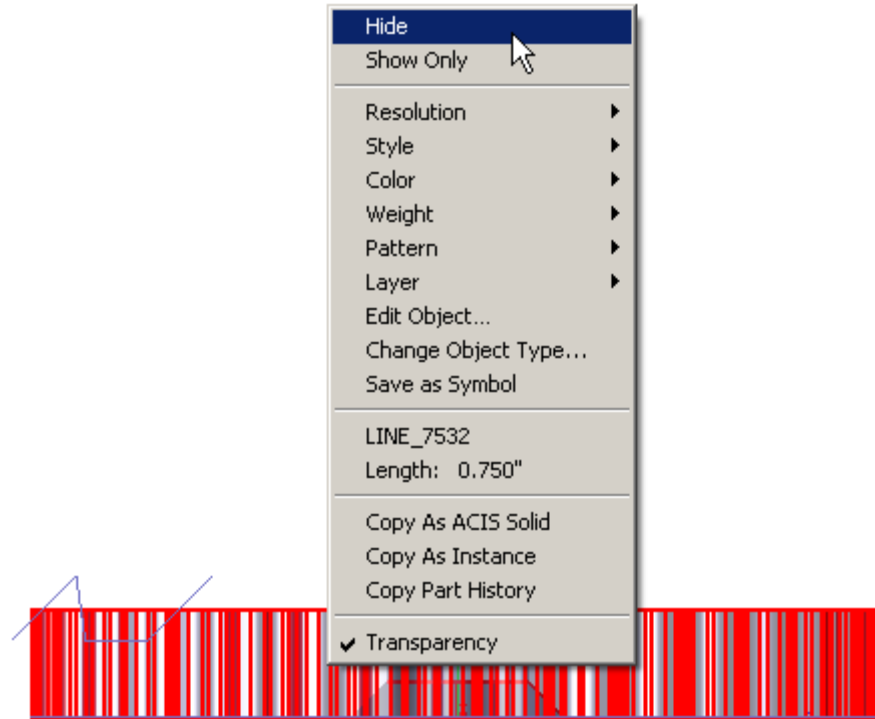 Hide
Show Only
Resolution
Style
Color
Weight
Pattern
Layer
Edit Object...
Change Object Type...
Save as Symbol
LINE_7532
Length: 0.750"
Copy As ACIS Solid
Copy As Instance
Copy Part History
Transparency